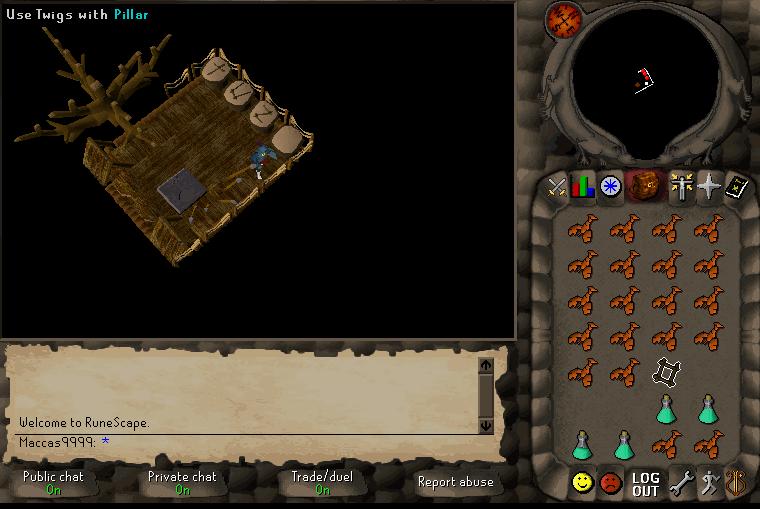 Use Twigs with Pillar
Welcome to RuneScape.
Maccas9999: *
Public chat
On
Private chat
On
Trade/duel
On
Report abuse
LOG
OUT